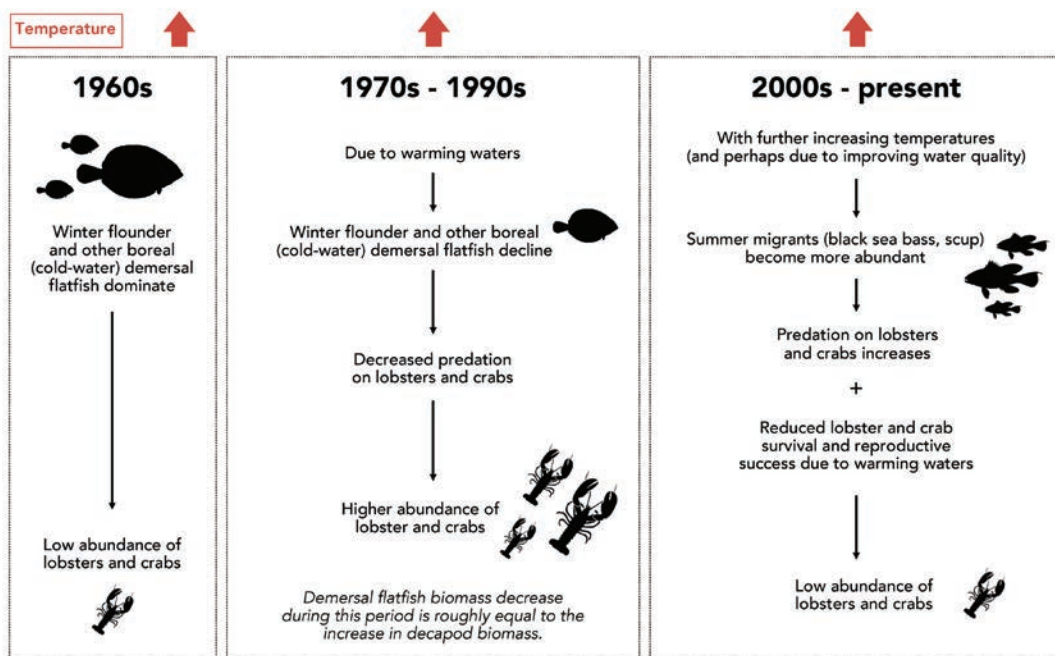 Temperature
1960s
Winter flounder
and other boreal
(cold-water) demersal
flatfish dominate
Low abundance of
lobsters and crabs
1970s - 1990s
Due to warming waters
Winter flounder and other boreal
(cold-water) demersal flatfish decline
Decreased predation
on lobsters and crabs
Higher abundance of
lobster and crabs
Demersal flatfish biomass decrease
during this period is roughly equal to the
increase in decapod biomass.
2000s - present
With further increasing temperatures
(and perhaps due to improving water quality)
Summer migrants (black sea bass, scup)
become more abundant
Predation on lobsters
and crabs increases
+
Reduced lobster and crab
survival and reproductive
success due to warming waters
Low abundance of
lobsters and crabs